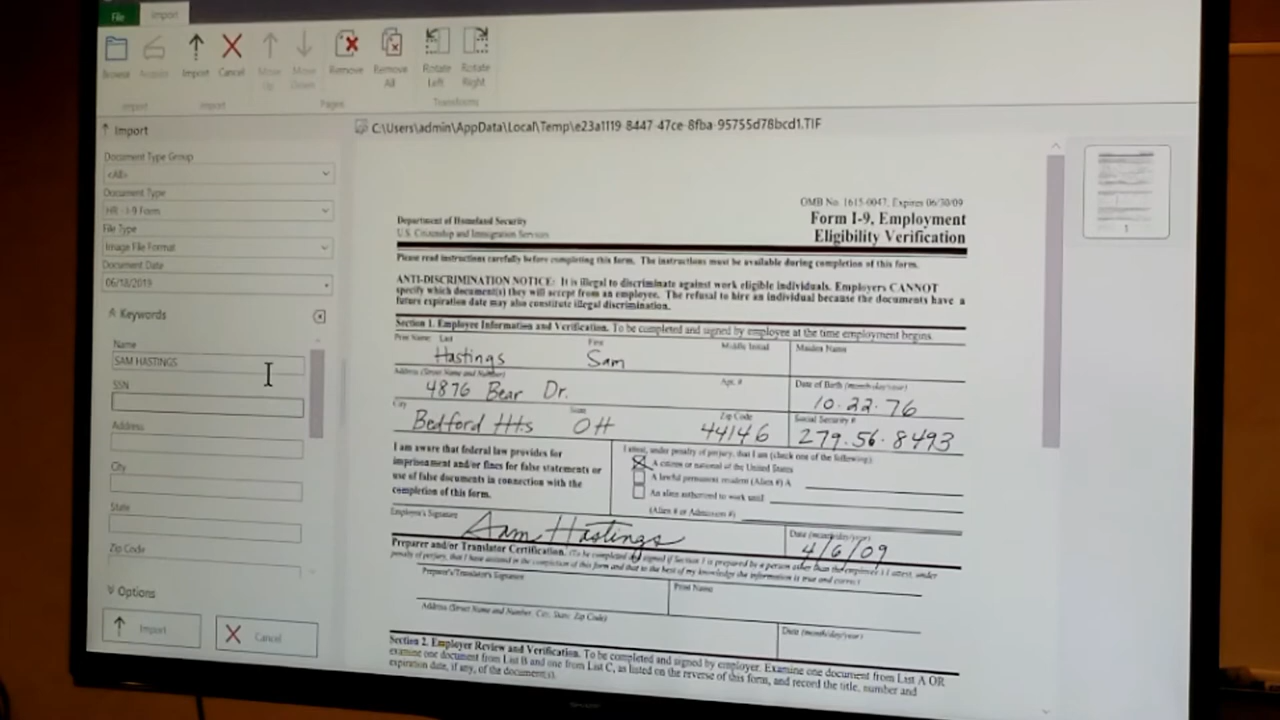 File Import
Browse Acquire Import Cancel Move Up Move Down Remove Remove All Rotate Left Rotate Right
Import Import Pages Transforms
Import
C:\Users\admin\AppData\Local\Temp\e23a1119-8447-47ce-8fba-95755d78bcd1.TIF
Document Type Group
<All>
Document Type
HR - I-9 Form
File Type
Image File Format
Document Date
06/18/2019
Keywords
Name
SAM HASTINGS
SSN
Address
City
State
Zip Code
Options
Import Cancel
OMB No. 1615-0047; Expires 06/30/09
Department of Homeland Security
U.S. Citizenship and Immigration Services
Form I-9, Employment
Eligibility Verification
Please read instructions carefully before completing this form. The instructions must be available during completion of this form.
ANTI-DISCRIMINATION NOTICE: It is illegal to discriminate against work eligible individuals. Employers CANNOT
specify which document(s) they will accept from an employee. The refusal to hire an individual because the documents have a
future expiration date may also constitute illegal discrimination.
Section 1. Employee Information and Verification. To be completed and signed by employee at the time employment begins.
Print Name: Last First Middle Initial Maiden Name
Hastings Sam
Address (Street Name and Number) Apt. # Date of Birth (month/day/year)
4876 Bear Dr. 10.22.76
City State Zip Code Social Security #
Bedford Hts OH 44146 279.56.8493
I am aware that federal law provides for
imprisonment and/or fines for false statements or
use of false documents in connection with the
completion of this form.
I attest, under penalty of perjury, that I am (check one of the following):
A citizen or national of the United States
A lawful permanent resident (Alien #) A
An alien authorized to work until
(Alien # or Admission #)
Employee's Signature Date (month/day/year)
Sam Hastings 4/6/09
Preparer and/or Translator Certification. (To be completed and signed if Section 1 is prepared by a person other than the employee.) I attest, under
penalty of perjury, that I have assisted in the completion of this form and that to the best of my knowledge the information is true and correct.
Preparer's/Translator's Signature Print Name
Address (Street Name and Number, City, State, Zip Code) Date (month/day/year)
Section 2. Employer Review and Verification. To be completed and signed by employer. Examine one document from List A OR
examine one document from List B and one from List C, as listed on the reverse of this form, and record the title, number and
expiration date, if any, of the document(s).
1